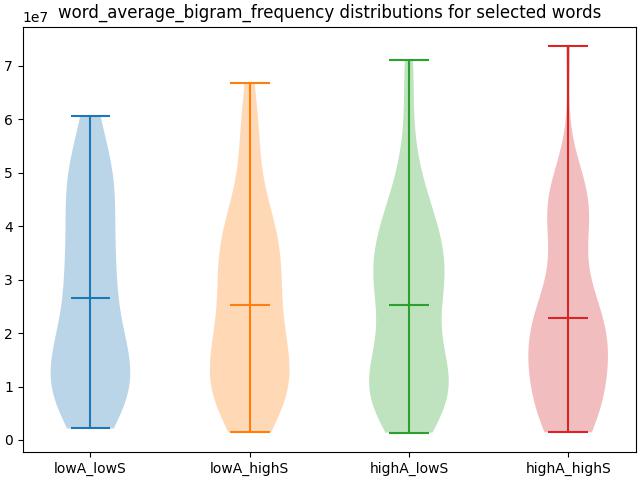 word_average_bigram_frequency distributions for selected words
1e7
7
6
5
4
3
2
1
0
lowA_lowS lowA_highS highA_lowS highA_highS